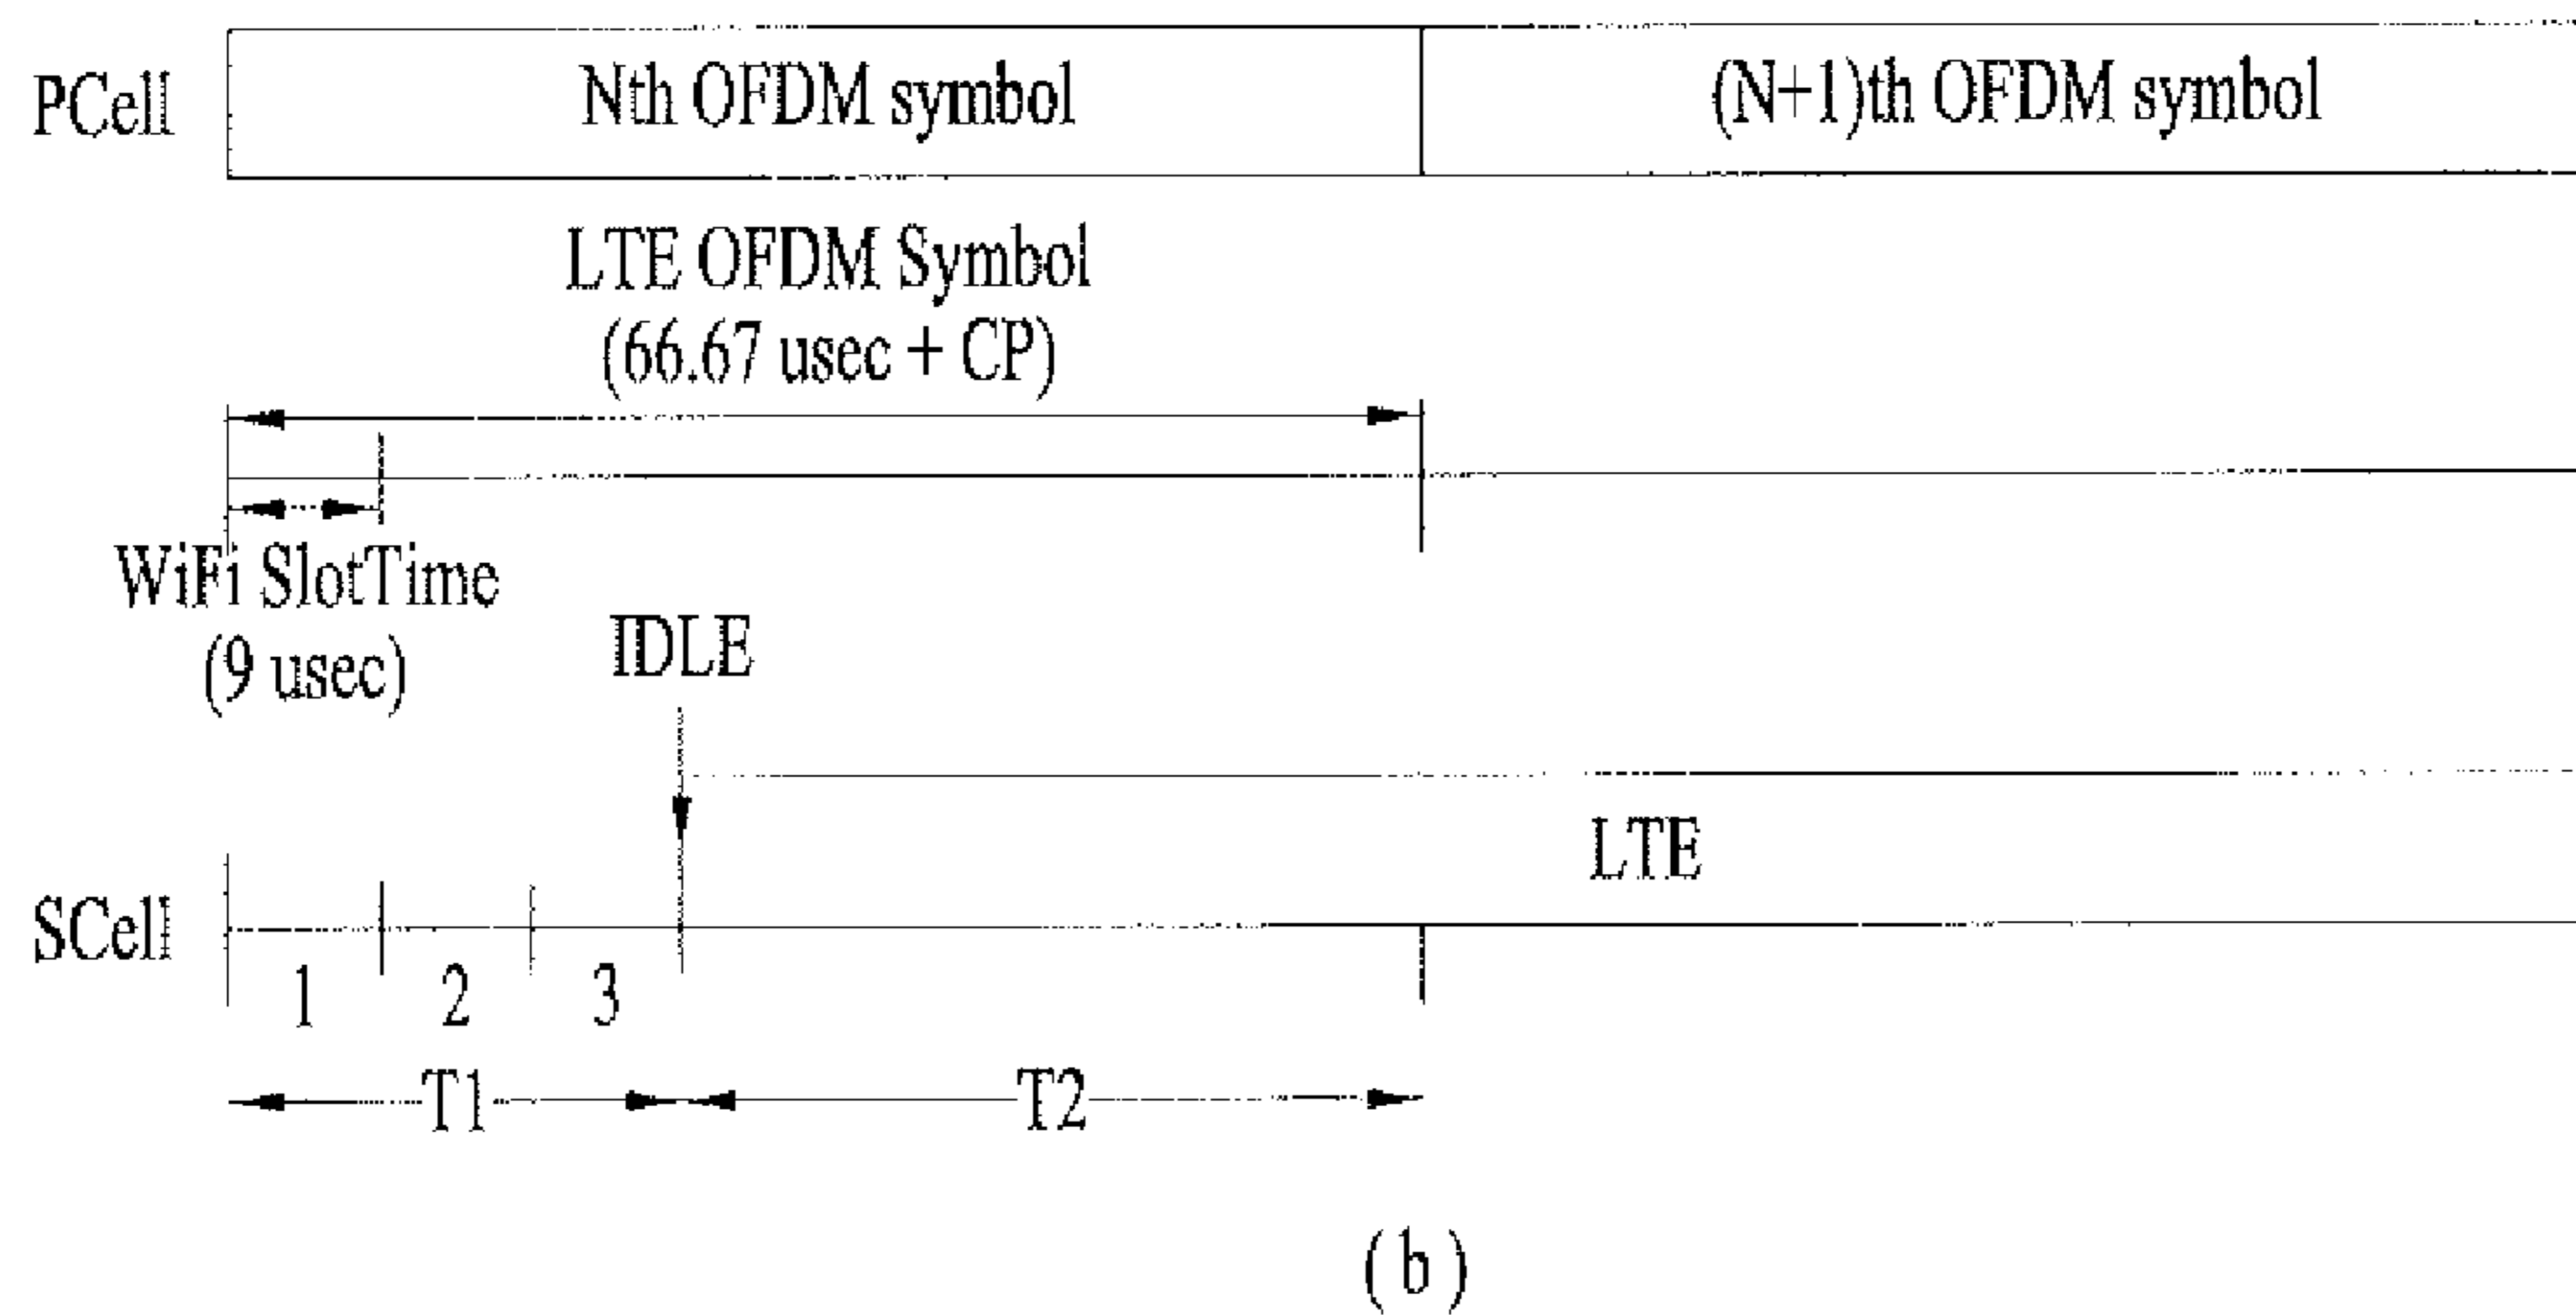 PCell
Nth OFDM symbol
(N+1)th OFDM symbol
LTE OFDM Symbol
(66.67 usec + CP)
WiFi SlotTime
(9 usec)
IDLE
LTE
SCell
1 2 3
T1 T2
(b)